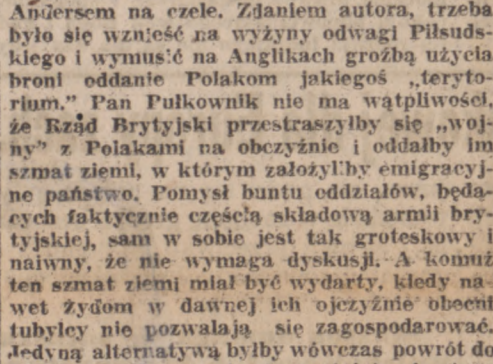 Andersem na czele. Zdaniem autora, trzeba
było się wznieść na wyżyny odwagi Piłsuds-
kiego i wymusić na Anglikach groźbą użycia
broni oddanie Polakom jakiegoś „teryto-
rium.” Pan Pułkownik nie ma wątpliwości,
że Rząd Brytyjski przestraszyłby się „woj-
ny” z Polakami na obczyźnie i oddałby im
szmat ziemi, w którym założyliby emigracyj-
ne państwo. Pomysł buntu oddziałów, będą-
cych faktycznie częścią składową armii bry-
tyjskiej, sam w sobie jest tak groteskowy i
naiwny, że nie wymaga dyskusji. A komuż
ten szmat ziemi miał być wydarty, kiedy na-
wet żydom w dawnej ich ojczyźnie obecni
tubylcy nie pozwalają się zagospodarować.
Jedyną alternatywą byłby wówczas powrót do